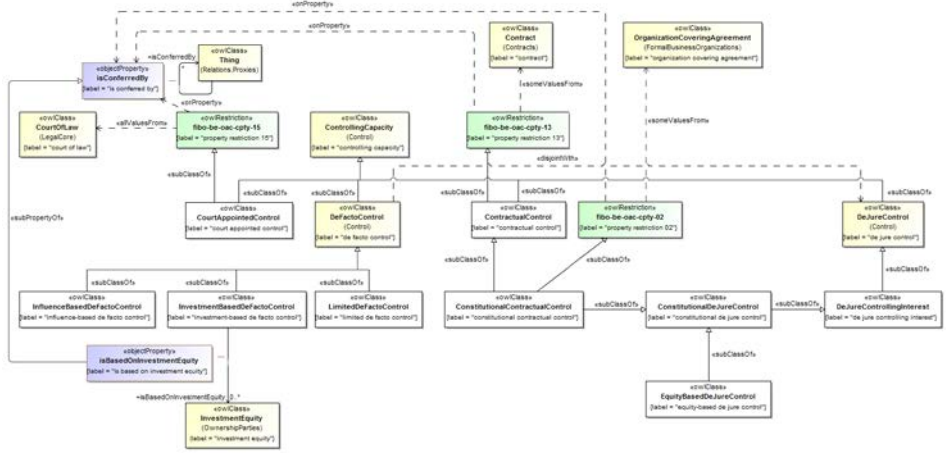 «onProperty»
«onProperty»
«owlClass»
Contract
(Contracts)
[label = "contract"]
«owlClass»
OrganizationCoveringAgreement
(FormalBusinessOrganizations)
[label = "organization covering agreement"]
«objectProperty»
isConferredBy
[label = "is conferred by"]
«isConferredBy
«owlClass»
Thing
(Relations.Proxies)
«onProperty»
«someValuesFrom»
«someValuesFrom»
«owlClass»
CourtOfLaw
(LegalCore)
[label = "court of law"]
«allValuesFrom»
«owlRestriction»
fibo-be-oac-cpty-15
[label = "property restriction 15"]
«owlClass»
ControllingCapacity
(Control)
[label = "controlling capacity"]
«owlRestriction»
fibo-be-oac-cpty-13
[label = "property restriction 13"]
«disjointWith»
«subClassOf»
«subClassOf»
«subClassOf»
«subClassOf»
«subClassOf»
«subPropertyOf»
«owlClass»
CourtAppointedControl
[label = "court appointed control"]
«owlClass»
DeFactoControl
(Control)
[label = "de facto control"]
«owlClass»
ContractualControl
[label = "contractual control"]
«owlRestriction»
fibo-be-oac-cpty-02
[label = "property restriction 02"]
«owlClass»
DeJureControl
(Control)
[label = "de jure control"]
«subClassOf»
«subClassOf»
«subClassOf»
«subClassOf»
«subClassOf»
«subClassOf»
«owlClass»
InfluenceBasedDeFactoControl
[label = "influence-based de facto control"]
«owlClass»
InvestmentBasedDeFactoControl
[label = "investment-based de facto control"]
«owlClass»
LimitedDeFactoControl
[label = "limited de facto control"]
«owlClass»
ConstitutionalContractualControl
[label = "constitutional contractual control"]
«subClassOf»
«owlClass»
ConstitutionalDeJureControl
[label = "constitutional de jure control"]
«subClassOf»
«owlClass»
DeJureControllingInterest
[label = "de jure controlling interest"]
«objectProperty»
isBasedOnInvestmentEquity
[label = "is based on investment equity"]
«subClassOf»
«owlClass»
EquityBasedDeJureControl
[label = "equity-based de jure control"]
«isBasedOnInvestmentEquity
«owlClass»
InvestmentEquity
(OwnershipParties)
[label = "investment equity"]